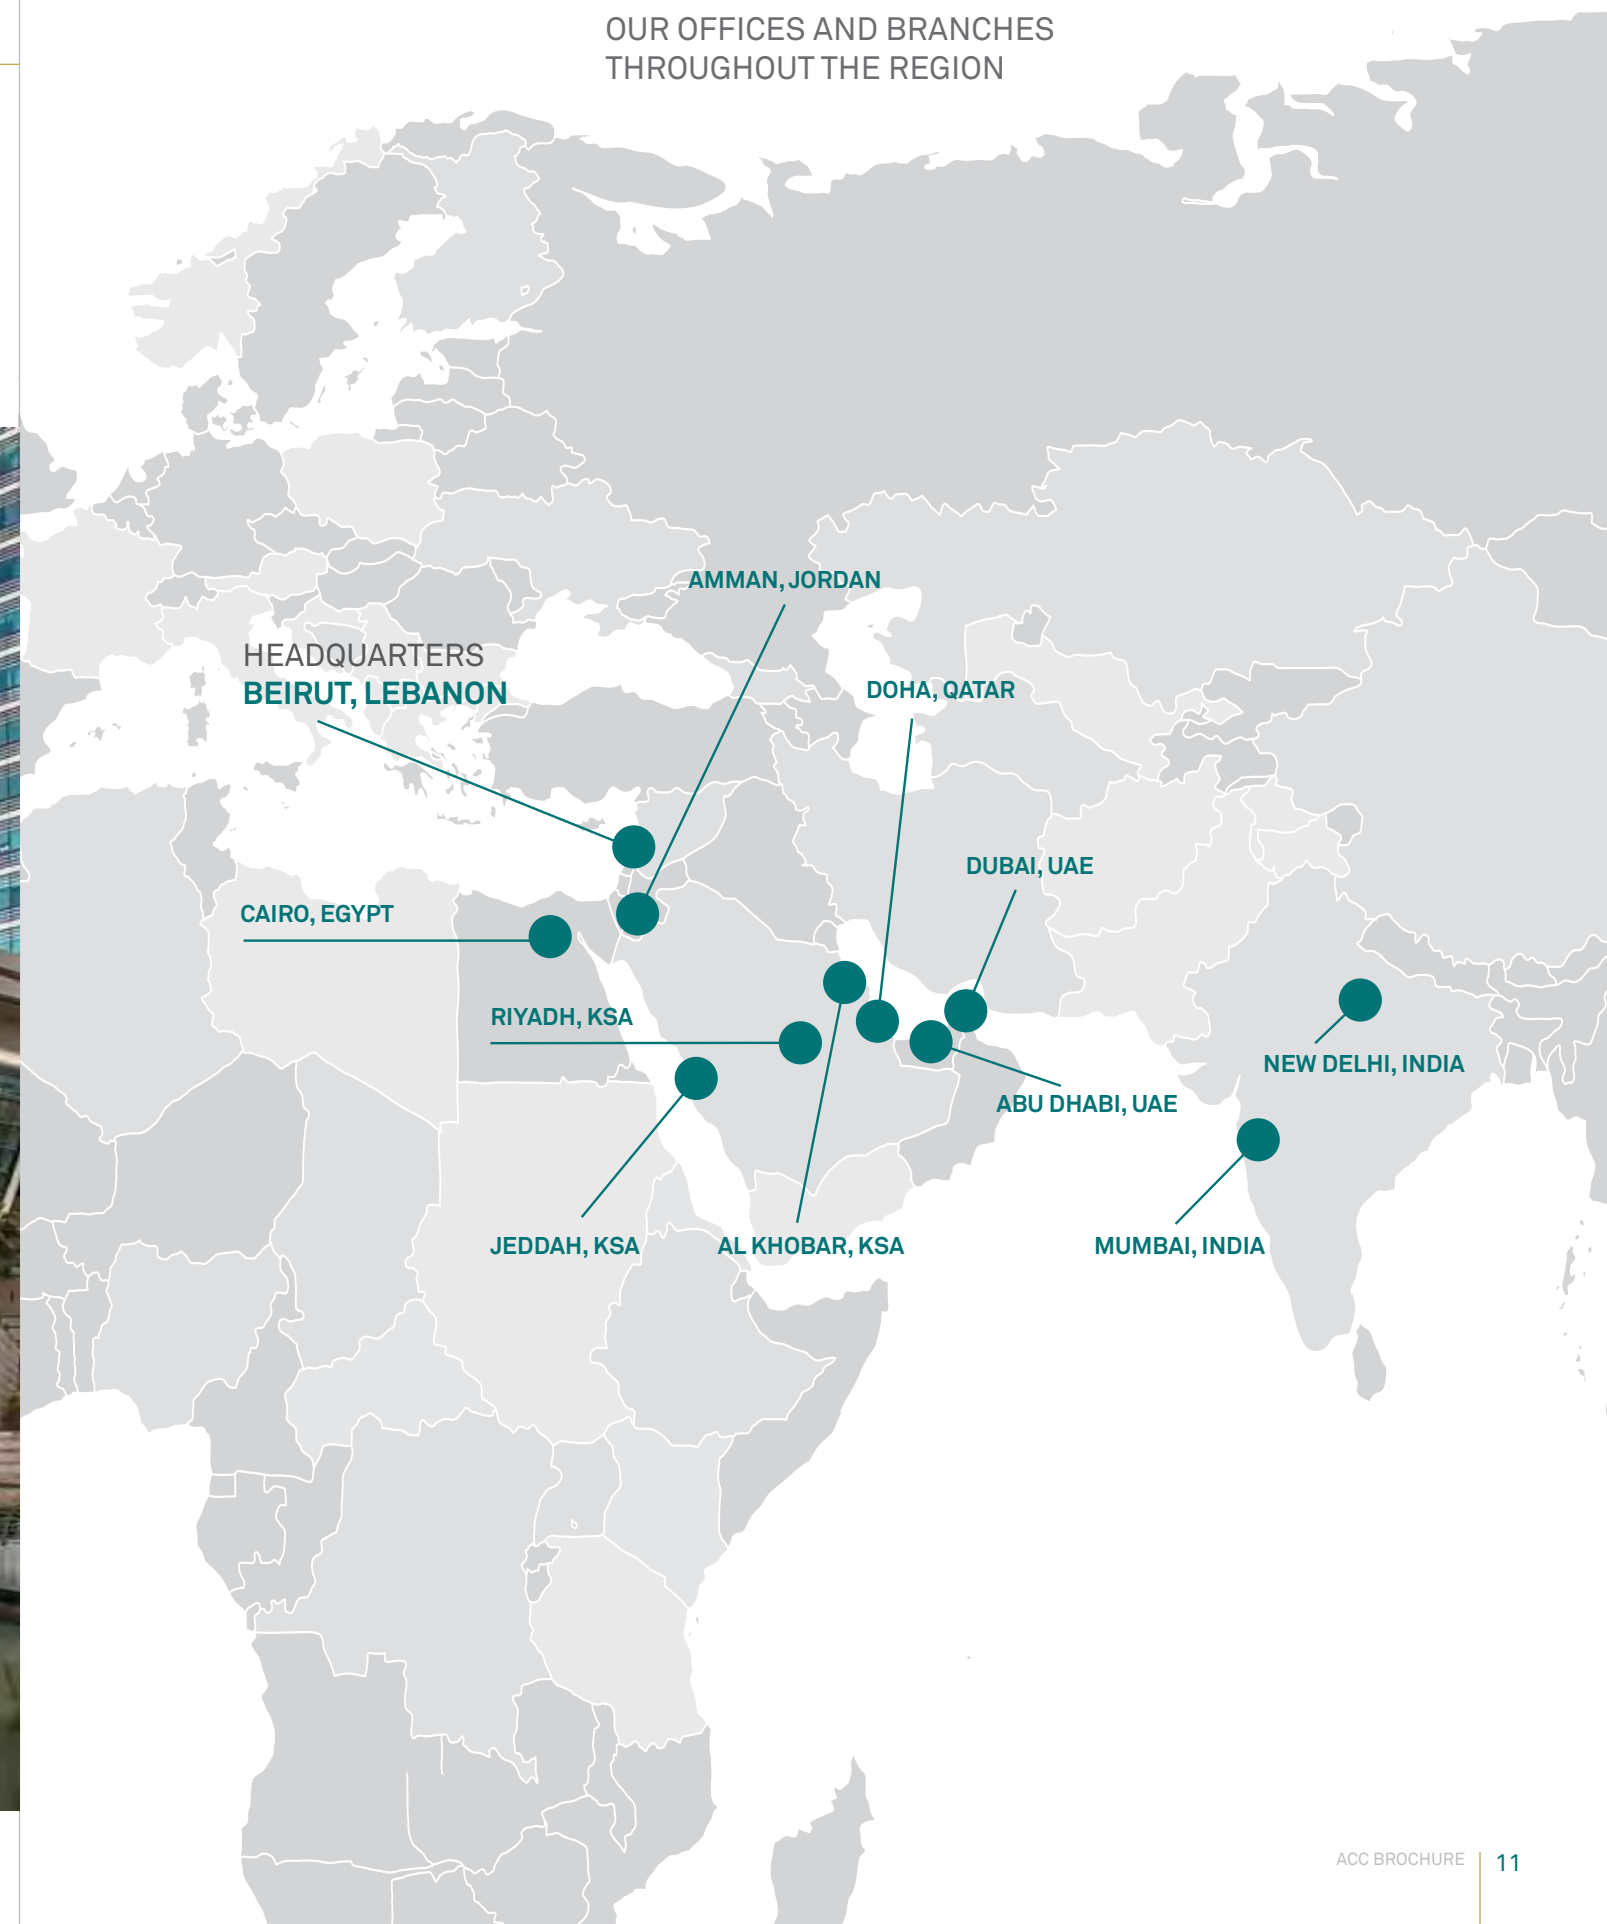 OUR OFFICES AND BRANCHES
THROUGHOUT THE REGION
AMMAN, JORDAN
HEADQUARTERS
BEIRUT, LEBANON
DOHA, QATAR
DUBAI, UAE
CAIRO, EGYPT
RIYADH, KSA
NEW DELHI, INDIA
ABU DHABI, UAE
JEDDAH, KSA
AL KHOBAR, KSA
MUMBAI, INDIA
ACC BROCHURE
11